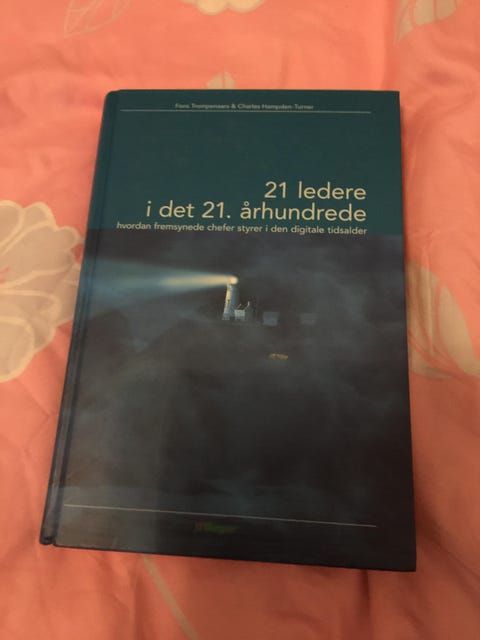 Fons Trompenaars & Charles Hampden-Turner
21 ledere
i det 21. århundrede
hvordan fremsynede chefer styrer i den digitale tidsalder